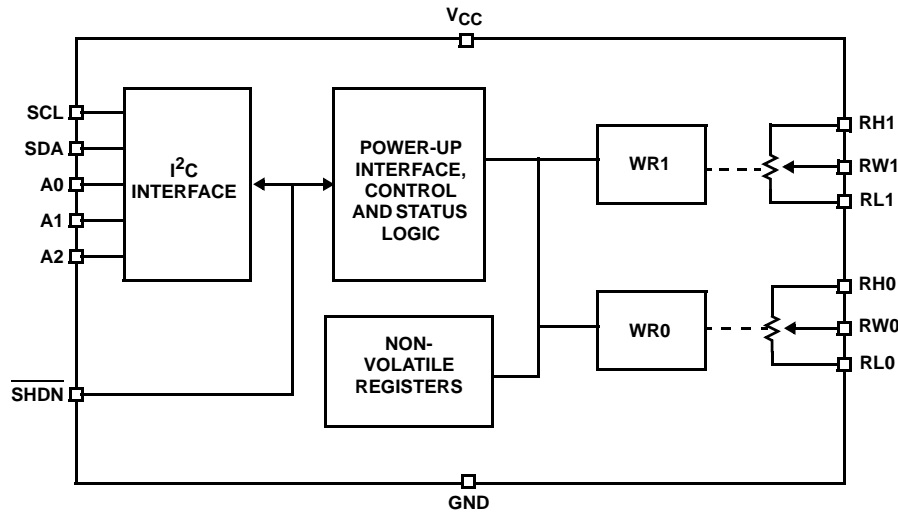 VCC
SCL
SDA
A0
A1
A2
I2C
INTERFACE
POWER-UP
INTERFACE,
CONTROL
AND STATUS
LOGIC
WR1
RH1
RW1
RL1
NON-
VOLATILE
REGISTERS
WR0
RH0
RW0
RL0
SHDN
GND